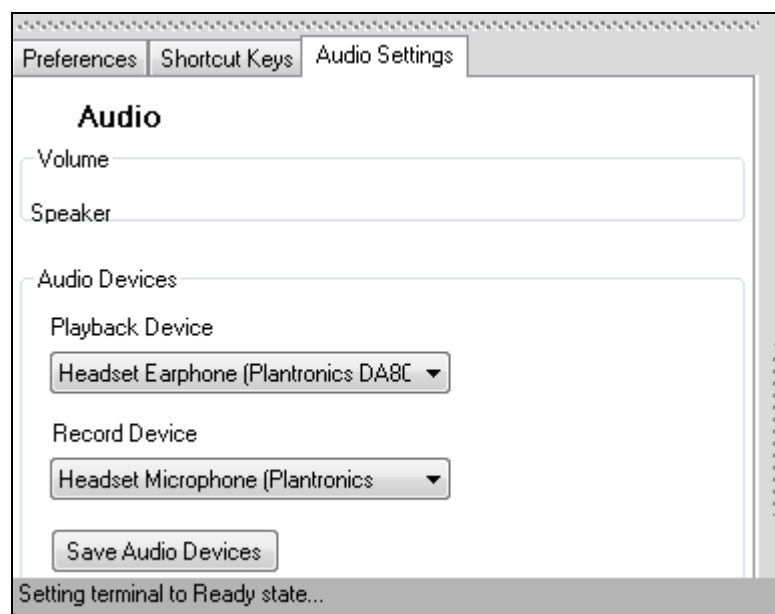 Preferences Shortcut Keys Audio Settings
Audio
Volume
Speaker
Audio Devices
Playback Device
Headset Earphone (Plantronics DA80
Record Device
Headset Microphone (Plantronics
Save Audio Devices
Setting terminal to Ready state...